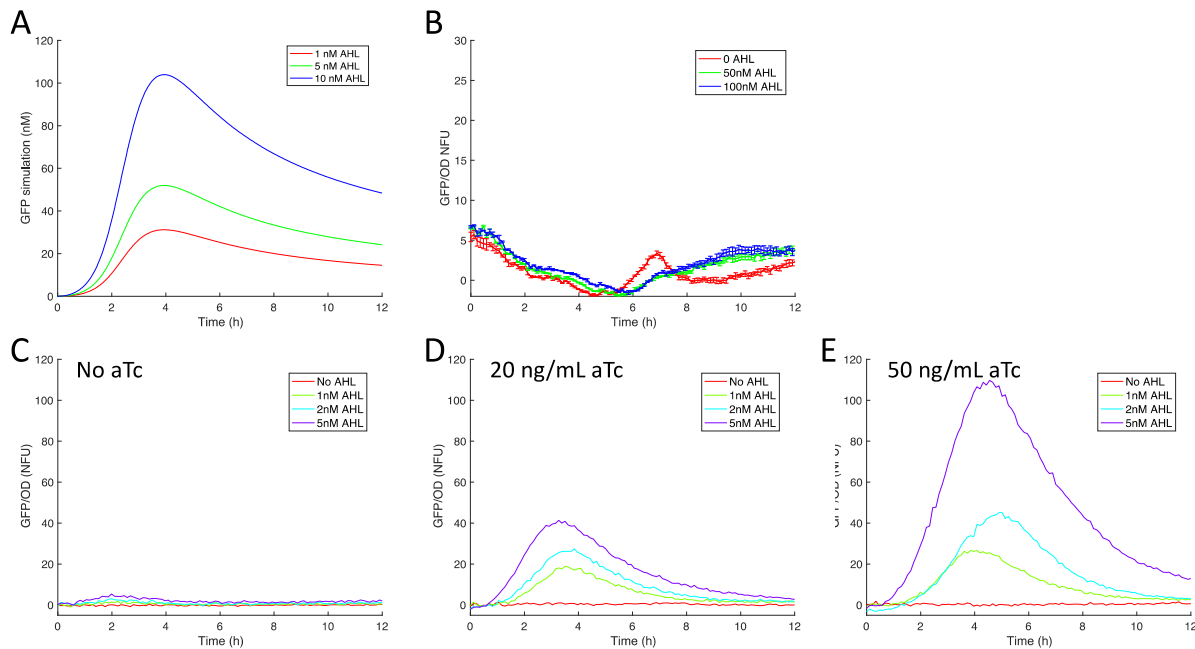 A
120
100
80
60
40
20
0
GFP simulation (nM)
1 nM AHL
5 nM AHL
10 nM AHL
0 2 4 6 8 10 12
Time (h)
B
30
25
20
15
10
5
0
GFP/OD NFU
0 AHL
50nM AHL
100nM AHL
0 2 4 6 8 10 12
Time (h)
C
No aTc
120
100
80
60
40
20
0
GFP/OD (NFU)
No AHL
1nM AHL
2nM AHL
5nM AHL
0 2 4 6 8 10 12
Time (h)
D
20 ng/mL aTc
120
100
80
60
40
20
0
GFP/OD (NFU)
No AHL
1nM AHL
2nM AHL
5nM AHL
0 2 4 6 8 10 12
Time (h)
E
50 ng/mL aTc
120
100
80
60
40
20
0
GFP/OD (NFU)
No AHL
1nM AHL
2nM AHL
5nM AHL
0 2 4 6 8 10 12
Time (h)